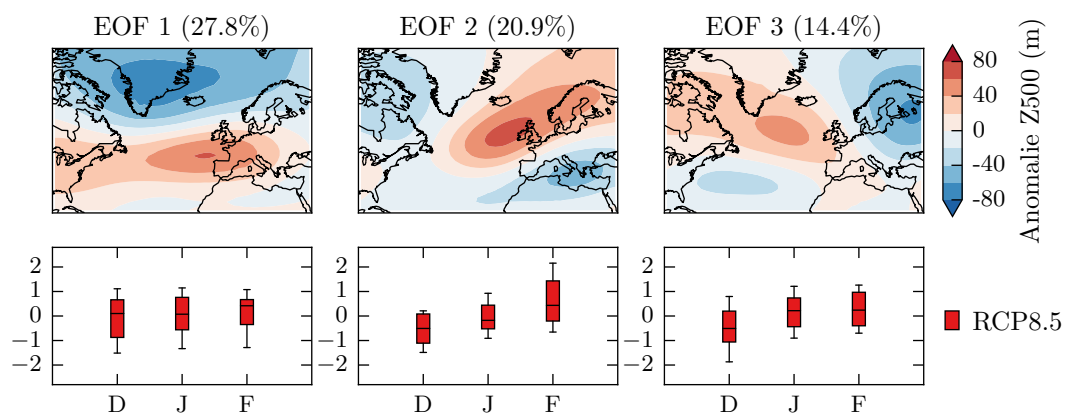 EOF 1 (27.8%)
EOF 2 (20.9%)
EOF 3 (14.4%)
80
40
0
-40
-80
Anomalie Z500 (m)
2
1
0
−1
−2
D J F
2
1
0
−1
−2
D J F
2
1
0
−1
−2
D J F
RCP8.5